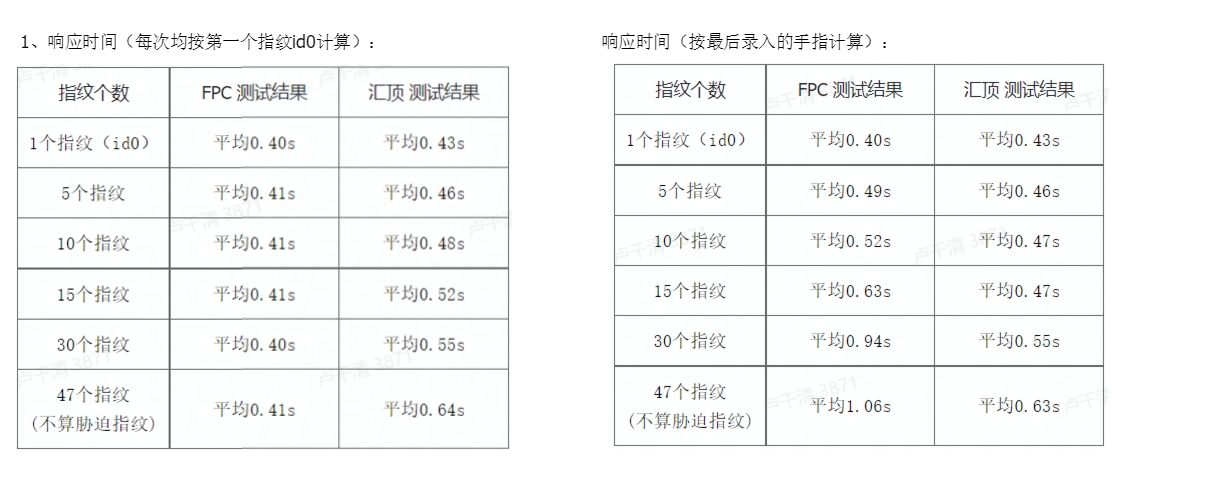 1、响应时间（每次均按第一个指纹id0计算）：
指纹个数 FPC 测试结果 汇顶 测试结果
1个指纹（id0） 平均0.40s 平均0.43s
5个指纹 平均0.41s 平均0.46s
10个指纹 平均0.41s 平均0.48s
15个指纹 平均0.41s 平均0.52s
30个指纹 平均0.40s 平均0.55s
47个指纹
(不算胁迫指纹) 平均0.41s 平均0.64s
响应时间（按最后录入的手指计算）：
指纹个数 FPC 测试结果 汇顶 测试结果
1个指纹（id0） 平均0.40s 平均0.43s
5个指纹 平均0.49s 平均0.46s
10个指纹 平均0.52s 平均0.47s
15个指纹 平均0.63s 平均0.47s
30个指纹 平均0.94s 平均0.55s
47个指纹
(不算胁迫指纹) 平均1.06s 平均0.63s
卢千清 3871